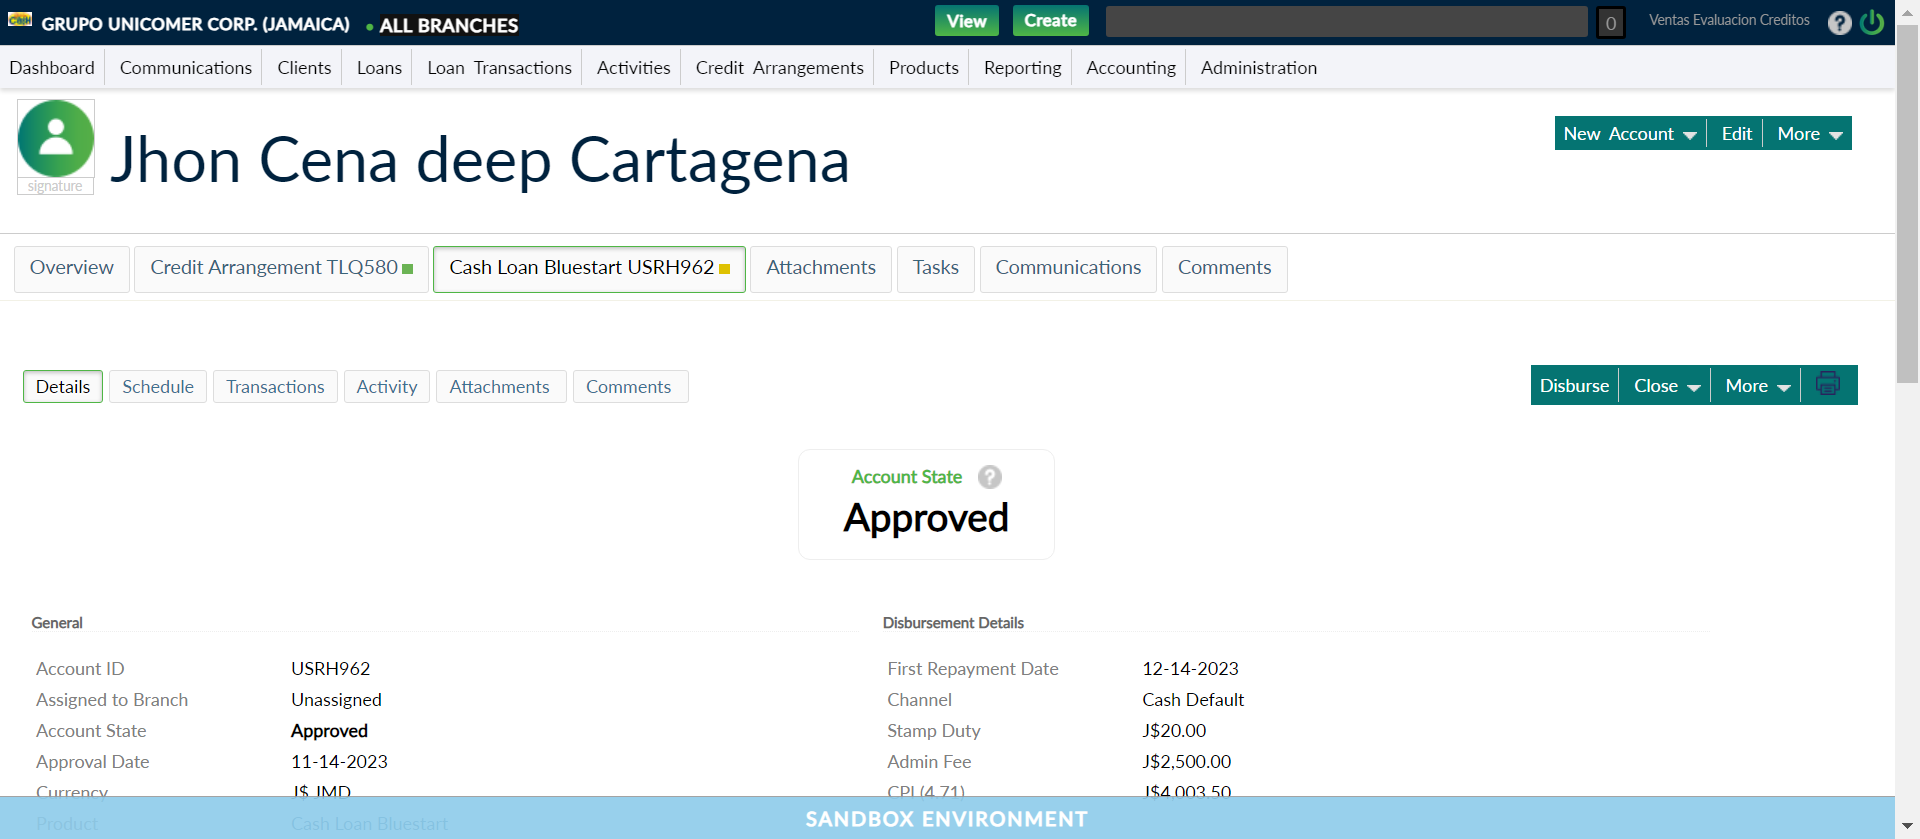 Cash GRUPO UNICOMER CORP. (JAMAICA) ALL BRANCHES View Create 0 Ventas Evaluacion Creditos ?
Dashboard Communications Clients Loans Loan Transactions Activities Credit Arrangements Products Reporting Accounting Administration
Jhon Cena deep Cartagena
signature
New Account Edit More
Overview Credit Arrangement TLQ580 Cash Loan Bluestart USRH962 Attachments Tasks Communications Comments
Details Schedule Transactions Activity Attachments Comments
Disburse Close More
Account State ?
Approved
General
Account ID USRH962
Assigned to Branch Unassigned
Account State Approved
Approval Date 11-14-2023
Currency J$ JMD
Product Cash Loan Bluestart
Disbursement Details
First Repayment Date 12-14-2023
Channel Cash Default
Stamp Duty J$20.00
Admin Fee J$2,500.00
CPI (4.71) J$4,003.50
SANDBOX ENVIRONMENT